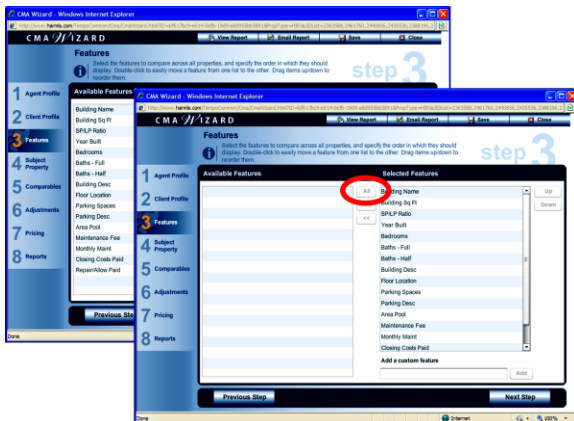 CMA Wizard - Windows Internet Explorer
CMA WIZARD
View Report
Email Report
Save
Close
Features
Select the features to compare across all properties, and specify the order in which they should
display. Double-click to easily move a feature from one list to the other. Drag items up/down to
reorder them.
step 3
1 Agent Profile
2 Client Profile
3 Features
4 Subject Property
5 Comparables
6 Adjustments
7 Pricing
8 Reports
Available Features
Building Name
Building Sq Ft
SP/LP Ratio
Year Built
Bedrooms
Baths - Full
Baths - Half
Building Desc
Floor Location
Parking Spaces
Parking Desc
Area Pool
Maintenance Fee
Monthly Maint
Closing Costs Paid
Repair/Allow Paid
Previous Ste
Done
CMA Wizard - Windows Internet Explorer
CMA WIZARD
View Report
Email Report
Save
Close
Features
Select the features to compare across all properties, and specify the order in which they should
display. Double-click to easily move a feature from one list to the other. Drag items up/down to
reorder them.
step 3
1 Agent Profile
2 Client Profile
3 Features
4 Subject Property
5 Comparables
6 Adjustments
7 Pricing
8 Reports
Available Features
All
<<
Selected Features
Building Name
Building Sq Ft
SP/LP Ratio
Year Built
Bedrooms
Baths - Full
Baths - Half
Building Desc
Floor Location
Parking Spaces
Parking Desc
Area Pool
Maintenance Fee
Monthly Maint
Closing Costs Paid
Up
Down
Add a custom feature
Add
Previous Step
Next Step
Done
Internet
100%